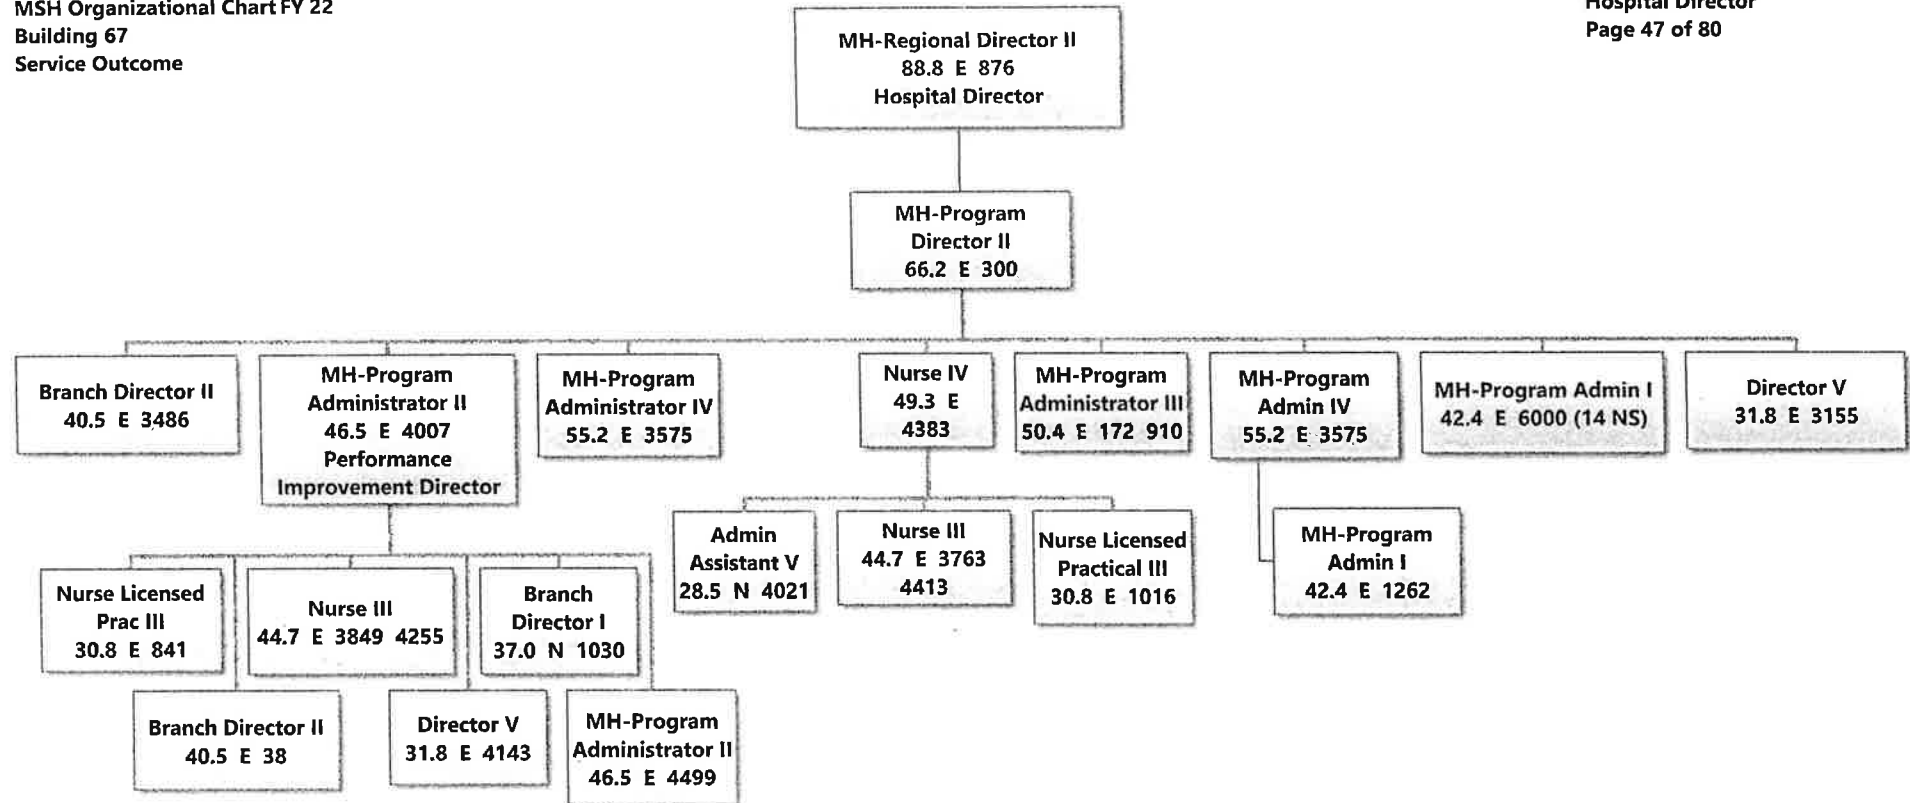 MSH Organizational Chart FY 22
Building 67
Service Outcome
Hospital Director
Page 47 of 80
MH-Regional Director II
88.8 E 876
Hospital Director
MH-Program
Director II
66.2 E 300
Branch Director II
40.5 E 3486
MH-Program
Administrator II
46.5 E 4007
Performance
Improvement Director
MH-Program
Administrator IV
55.2 E 3575
Nurse IV
49.3 E
4383
MH-Program
Administrator III
50.4 E 172 910
MH-Program
Admin IV
55.2 E 3575
MH-Program Admin I
42.4 E 6000 (14 NS)
Director V
31.8 E 3155
Admin
Assistant V
28.5 N 4021
Nurse III
44.7 E 3763
4413
Nurse Licensed
Practical III
30.8 E 1016
MH-Program
Admin I
42.4 E 1262
Nurse Licensed
Prac III
30.8 E 841
Nurse III
44.7 E 3849 4255
Branch
Director I
37.0 N 1030
Branch Director II
40.5 E 38
Director V
31.8 E 4143
MH-Program
Administrator II
46.5 E 4499